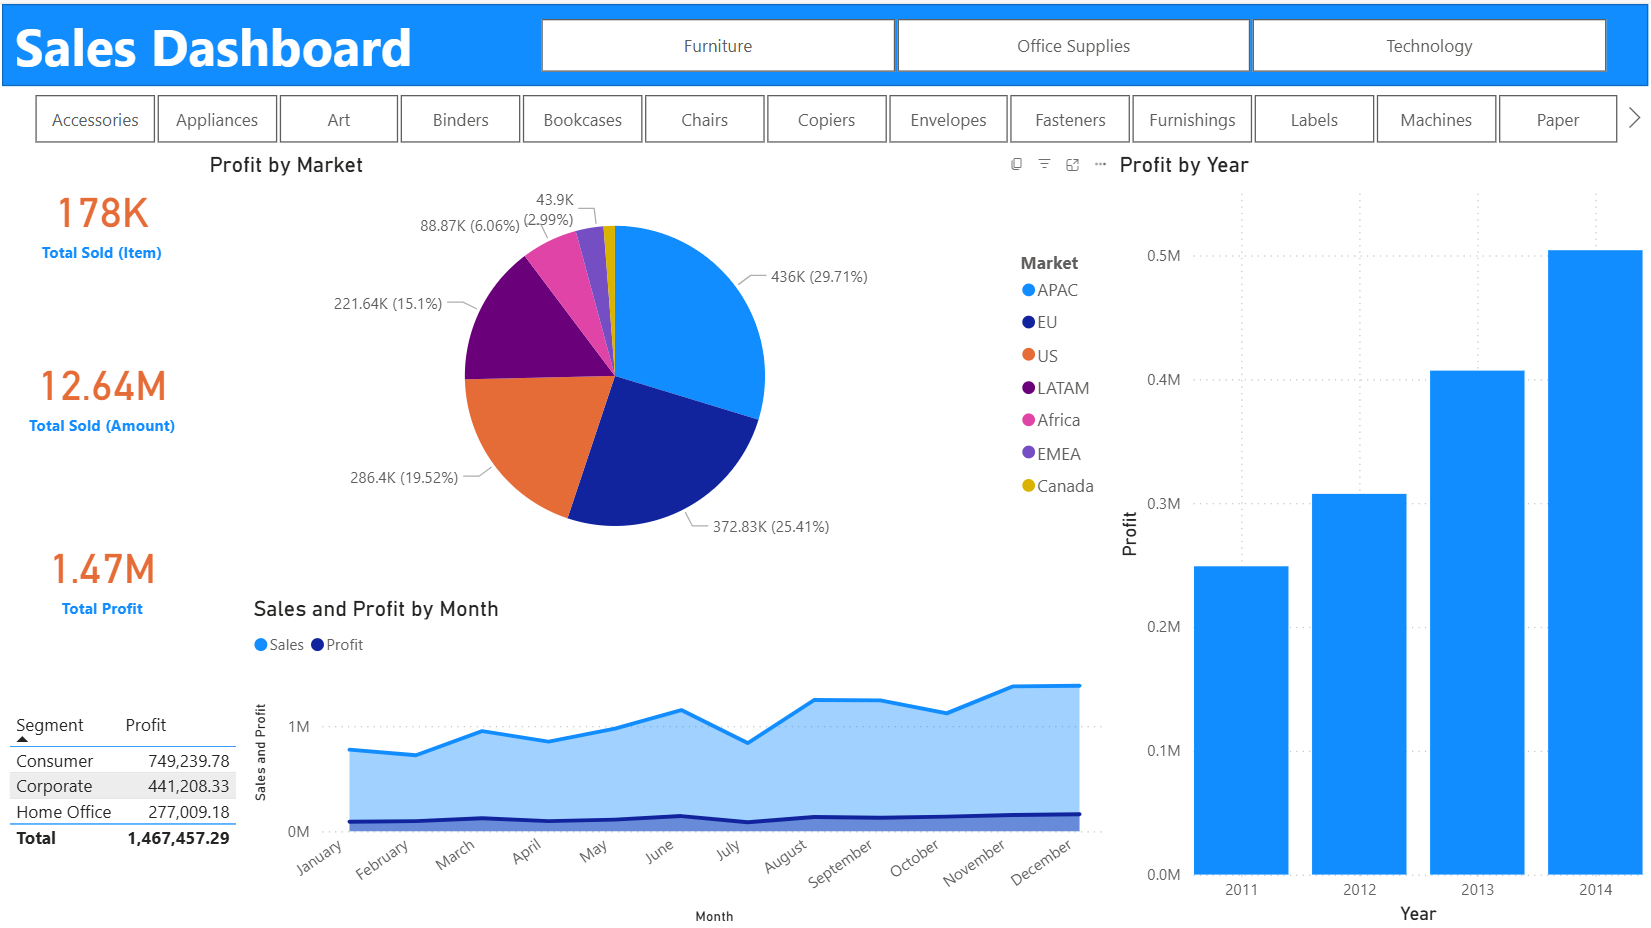 Sales Dashboard
Furniture
Office Supplies
Technology
Accessories
Appliances
Art
Binders
Bookcases
Chairs
Copiers
Envelopes
Fasteners
Furnishings
Labels
Machines
Paper
178K
Total Sold (Item)
12.64M
Total Sold (Amount)
1.47M
Total Profit
Segment Profit
Consumer 749,239.78
Corporate 441,208.33
Home Office 277,009.18
Total 1,467,457.29
Profit by Market
43.9K
(2.99%)
88.87K (6.06%)
436K (29.71%)
221.64K (15.1%)
286.4K (19.52%)
372.83K (25.41%)
Market
APAC
EU
US
LATAM
Africa
EMEA
Canada
Sales and Profit by Month
Sales Profit
Sales and Profit
1M
0M
January
February
March
April
May
June
July
August
September
October
November
December
Month
Profit by Year
Profit
0.5M
0.4M
0.3M
0.2M
0.1M
0.0M
2011
2012
2013
2014
Year